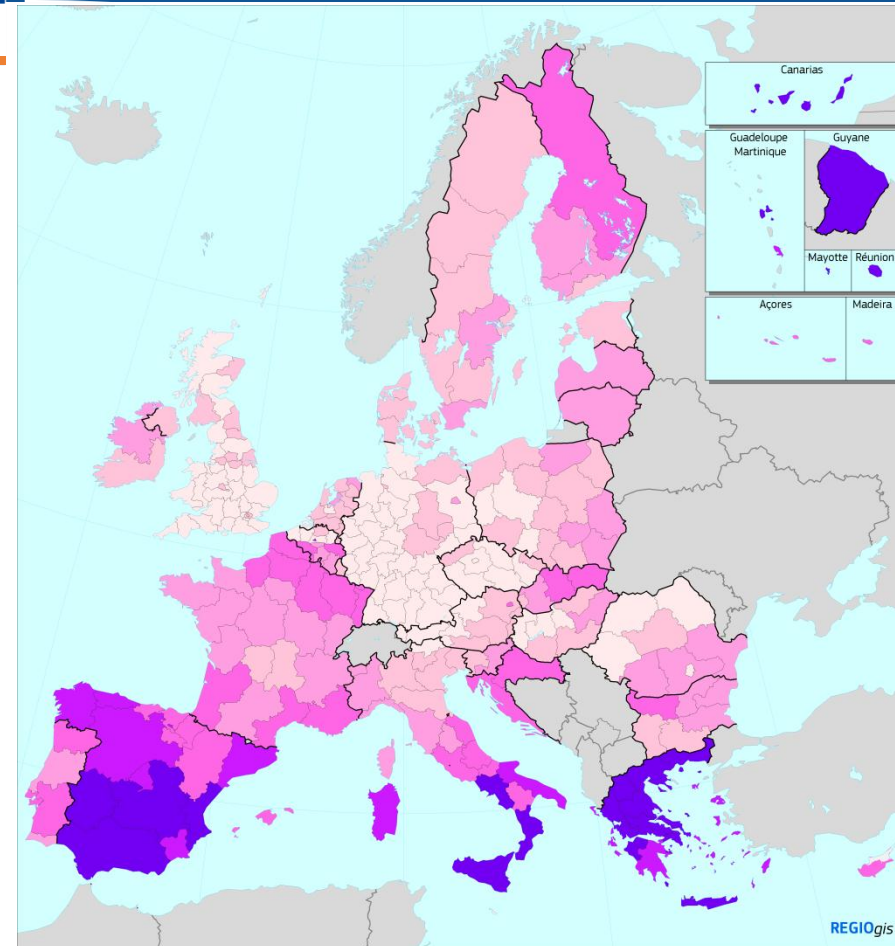 Canarias
Guadeloupe
Martinique
Guyane
Mayotte
Réunion
Açores
Madeira
REGIOgis